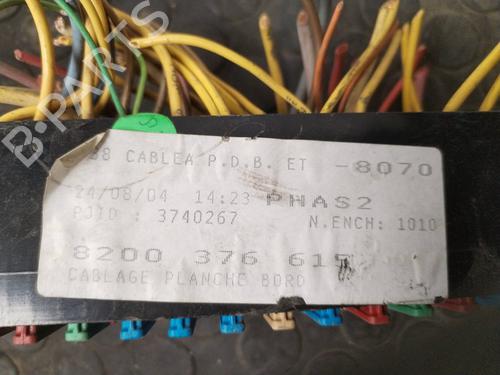 CABLEA P.D.B. ET -8070
24/08/04 14:23 PHAS2
PJID : 3740267 N.ENCH: 1010
8200 376 615
CABLAGE PLANCHE BORD
B-PARTS